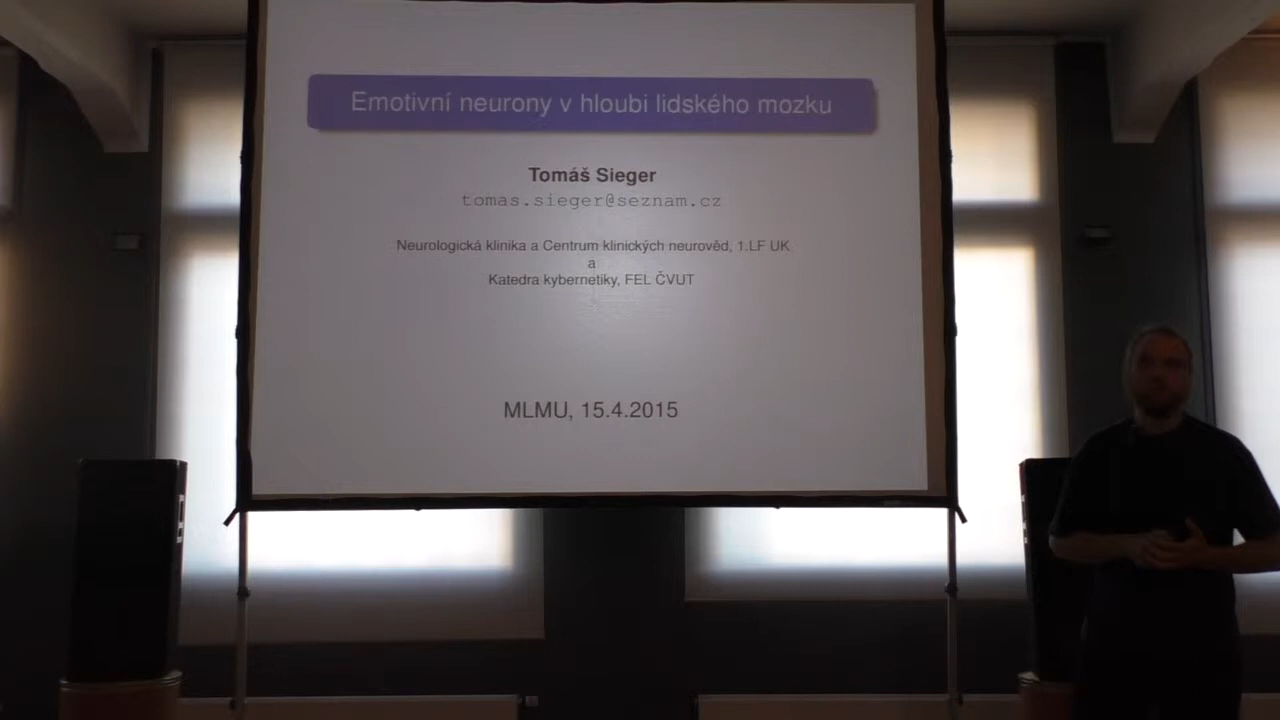 Emotivní neurony v hloubi lidského mozku
Tomáš Sieger
tomas.sieger@seznam.cz
Neurologická klinika a Centrum klinických neurověd, 1.LF UK
a
Katedra kybernetiky, FEL ČVUT
MLMU, 15.4.2015